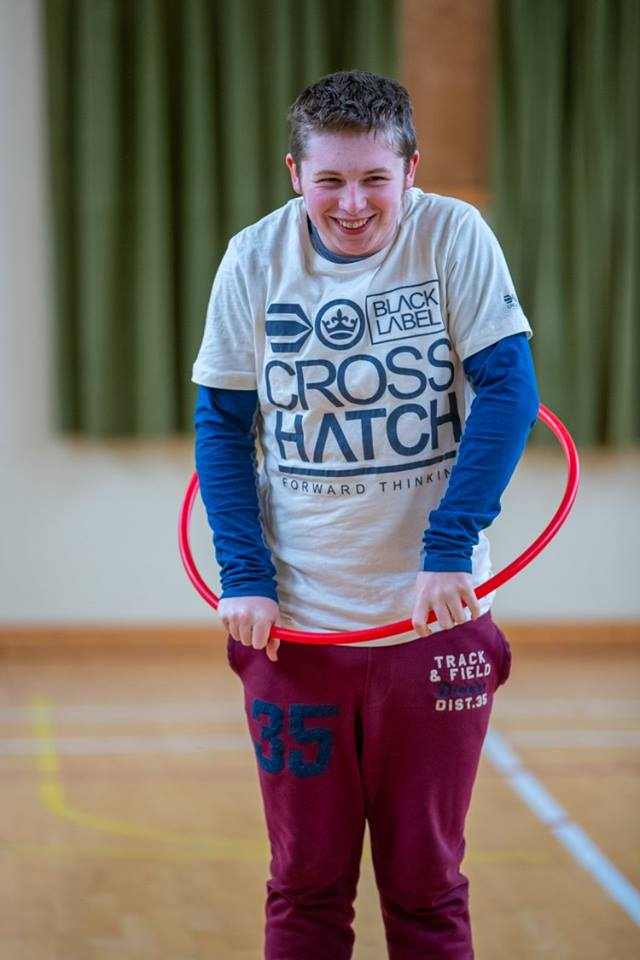 BLACK
LABEL
CROSS
HATCH
FORWARD THINKIN
TRACK
& FIELD
DIST.35
35